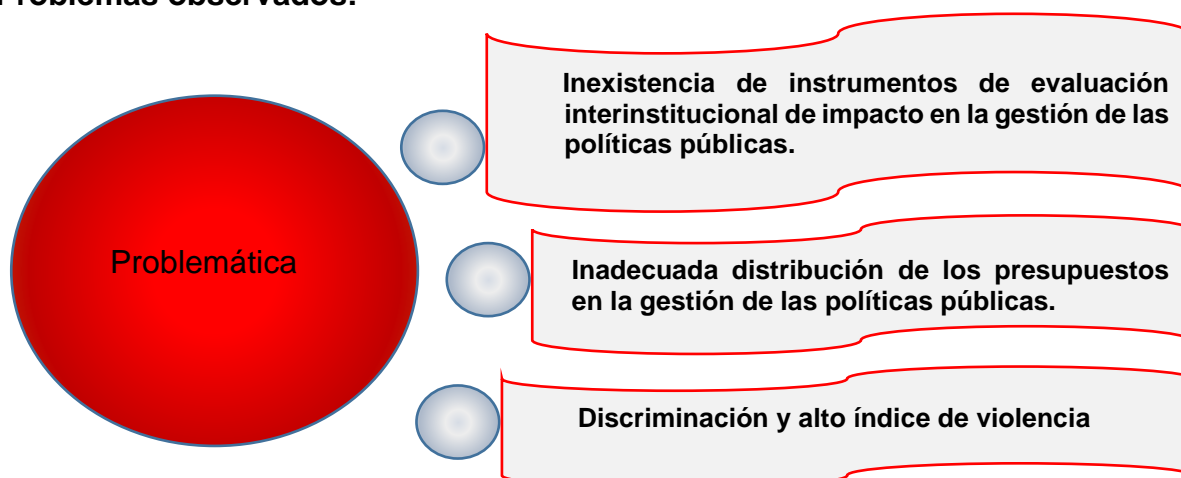 Problemas observados:
Inexistencia de instrumentos de evaluación
interinstitucional de impacto en la gestión de las
políticas públicas.
Problemática
Inadecuada distribución de los presupuestos
en la gestión de las políticas públicas.
Discriminación y alto índice de violencia